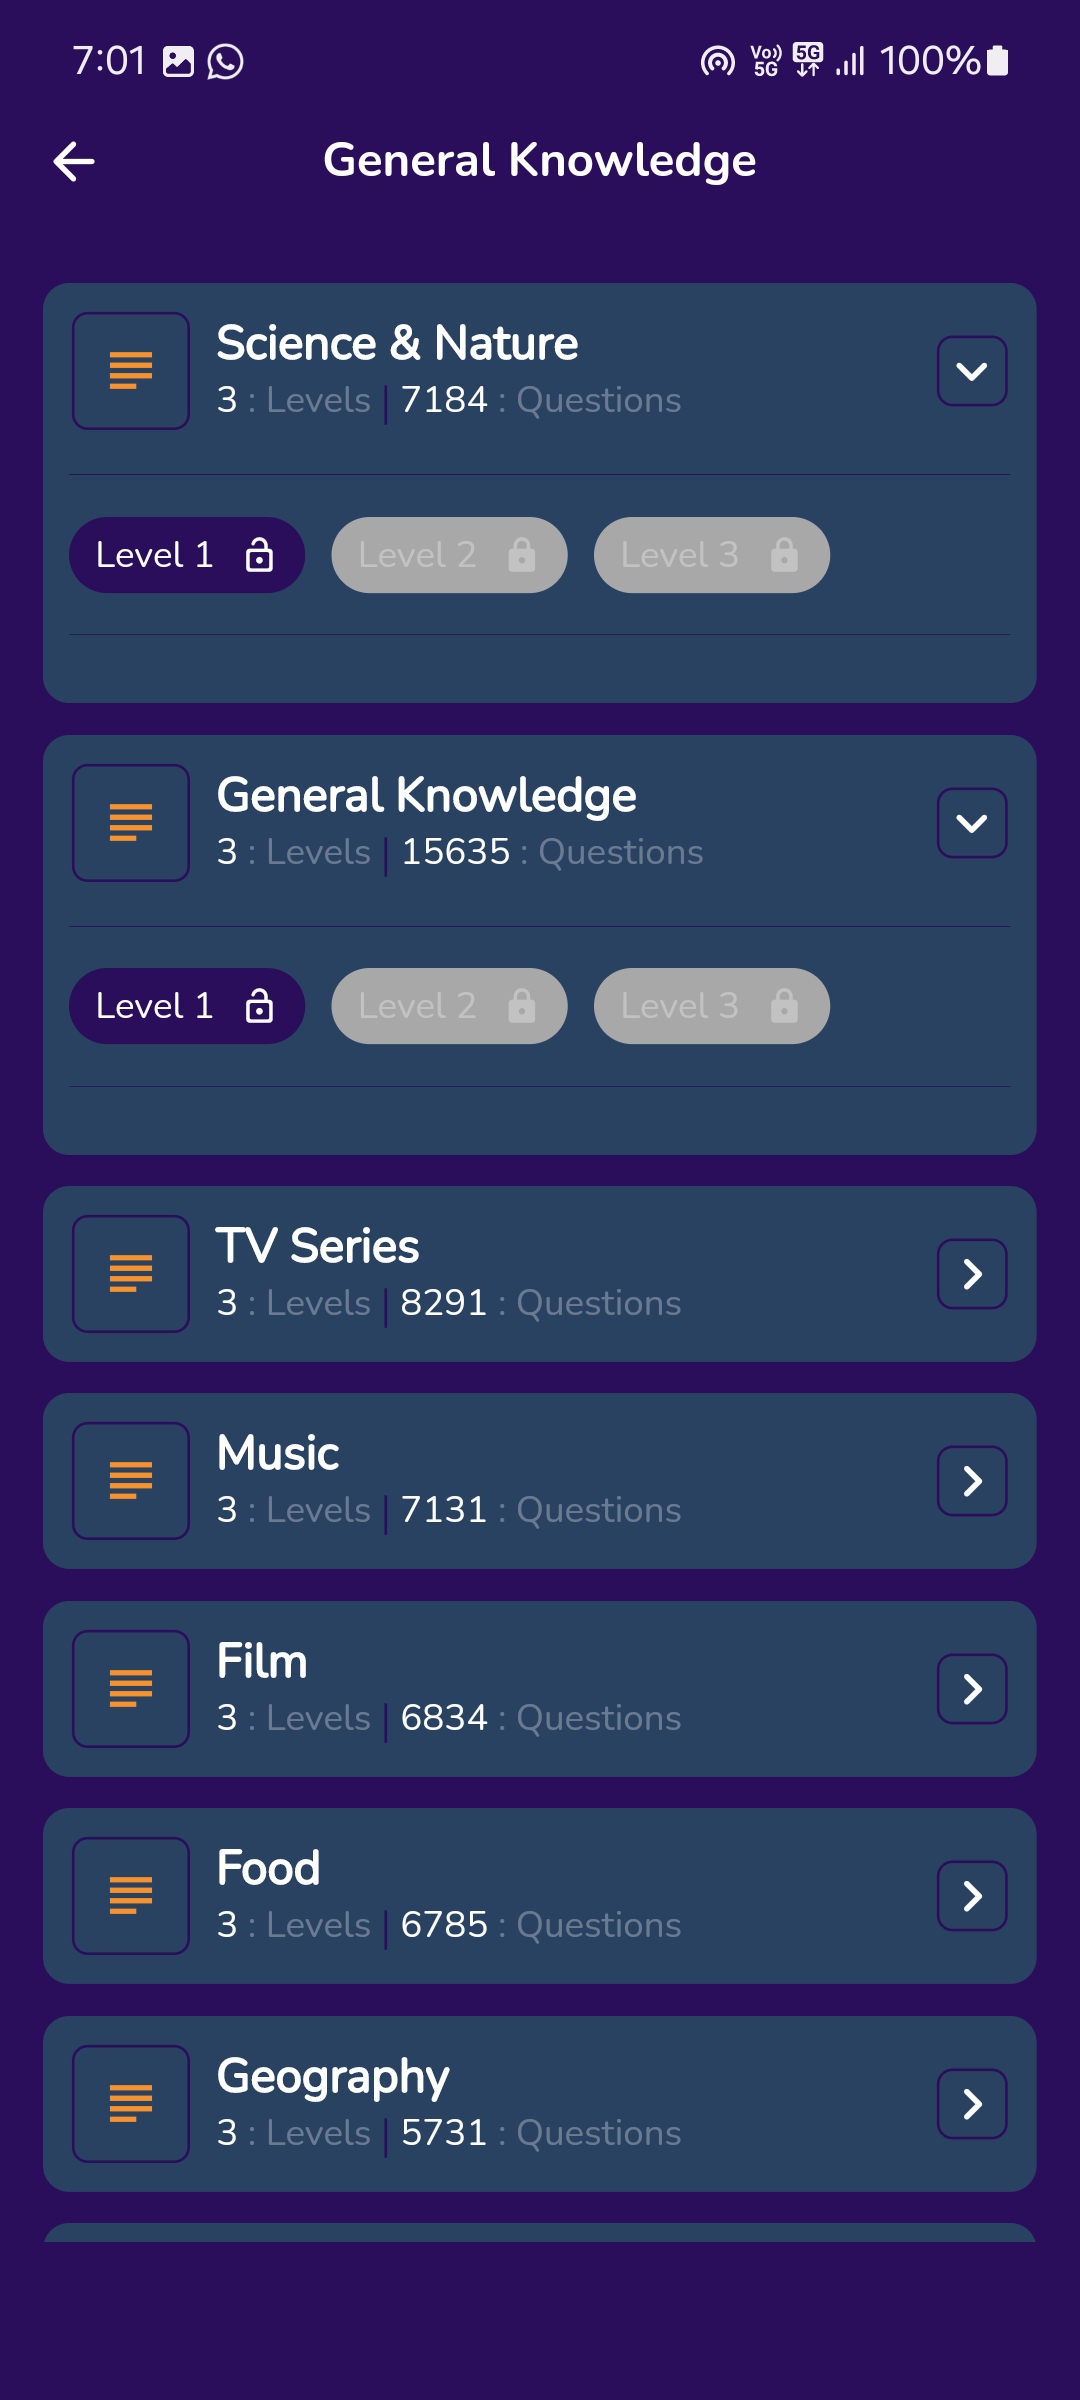 7:01 Vo)) 5G 5G 100%
General Knowledge
Science & Nature
3 : Levels | 7184 : Questions
Level 1 Level 2 Level 3
General Knowledge
3 : Levels | 15635 : Questions
Level 1 Level 2 Level 3
TV Series
3 : Levels | 8291 : Questions
Music
3 : Levels | 7131 : Questions
Film
3 : Levels | 6834 : Questions
Food
3 : Levels | 6785 : Questions
Geography
3 : Levels | 5731 : Questions